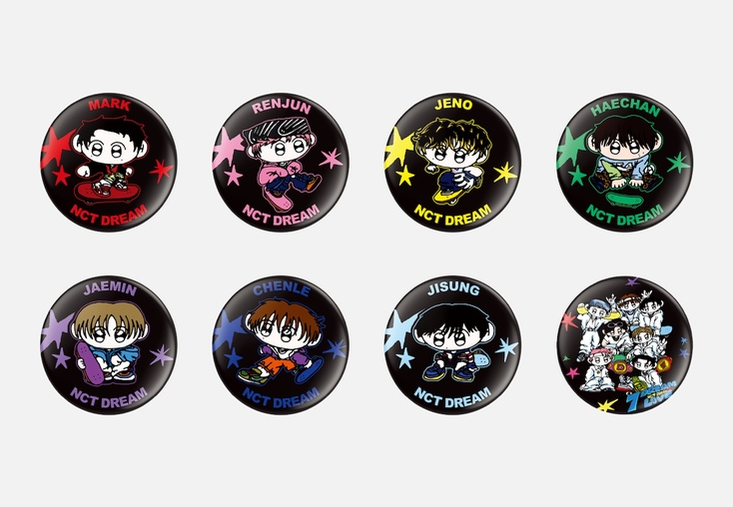 MARK
NCT DREAM
RENJUN
NCT DREAM
JENO
NCT DREAM
HAECHAN
NCT DREAM
JAEMIN
NCT DREAM
CHENLE
NCT DREAM
JISUNG
NCT DREAM